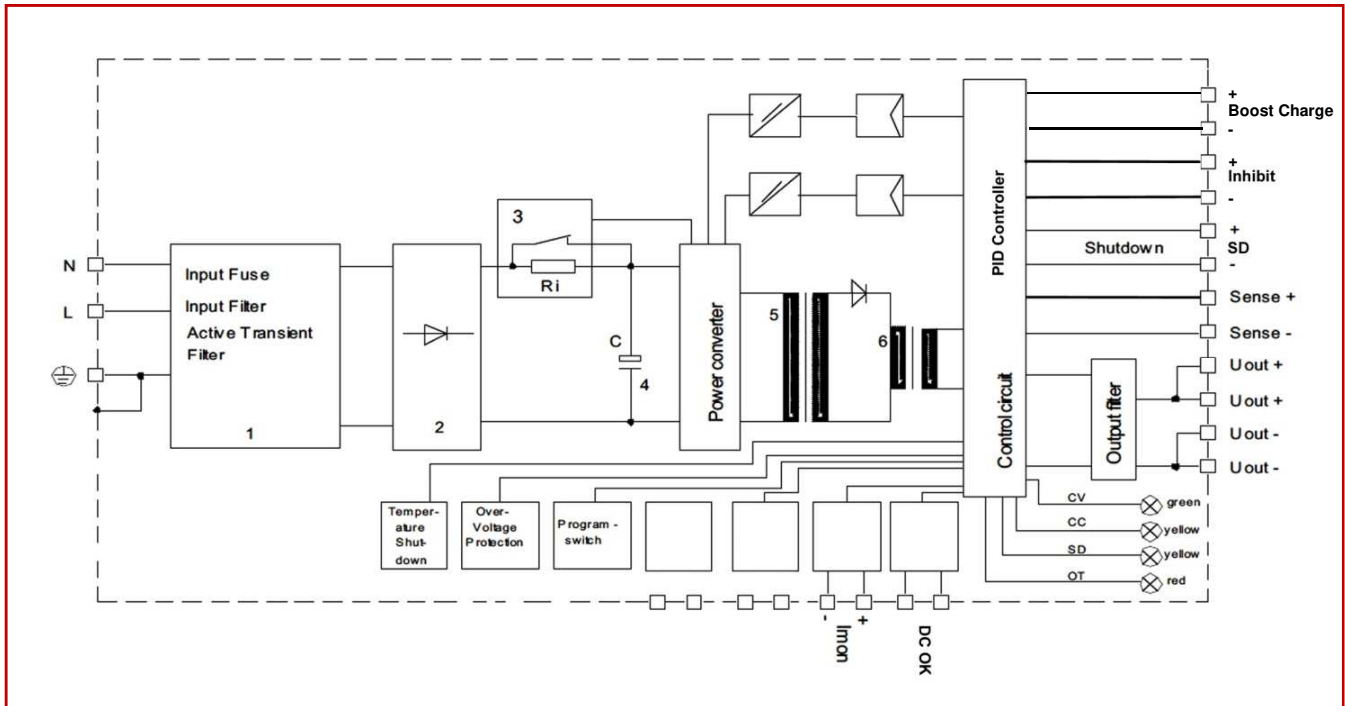 +
Boost Charge
-
+
Inhibit
-
+
Shutdown SD
-
Sense +
Sense -
Uout +
Uout +
Uout -
Uout -
PID Controller
Control circuit
Output filter
N
L
Input Fuse
Input Filter
Active Transient
Filter
1
2
3
Ri
C
4
Power converter
5
6
Temper-
ature
Shut-
down
Over-
Voltage
Protection
Program -
switch
CV green
CC yellow
SD yellow
OT red
- +
Imon
DC OK